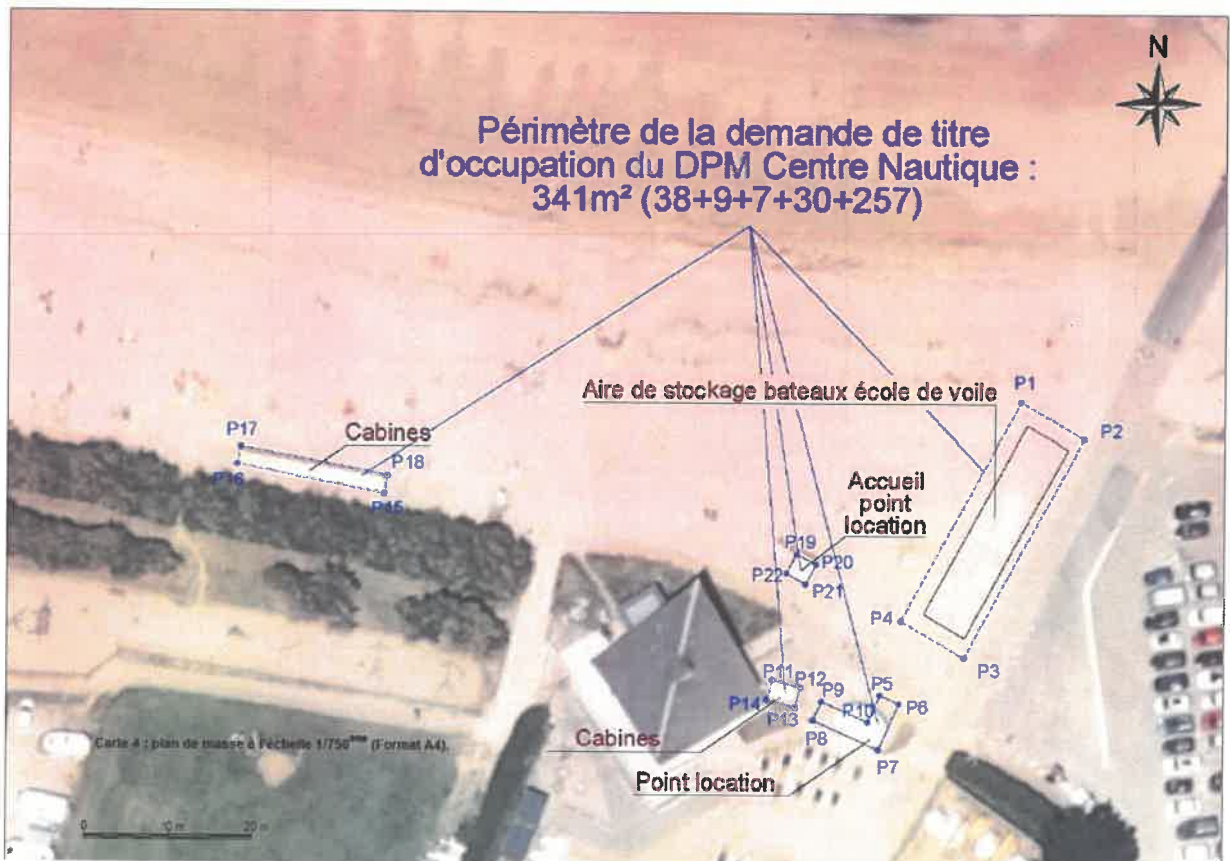 N
Périmètre de la demande de titre
d'occupation du DPM Centre Nautique :
341m² (38+9+7+30+257)
Aire de stockage bateaux école de voile
P1
P2
P17
Cabines
P18
P16
P15
Accueil
point
location
P19
P20
P22
P21
P4
P3
P11
P12
P14
P13
P9
P5
P10
P6
P8
P7
Cabines
Point location
Carte 4 : plan de masse à l'échelle 1/750ème (Format A4).
0 10 m 20 m